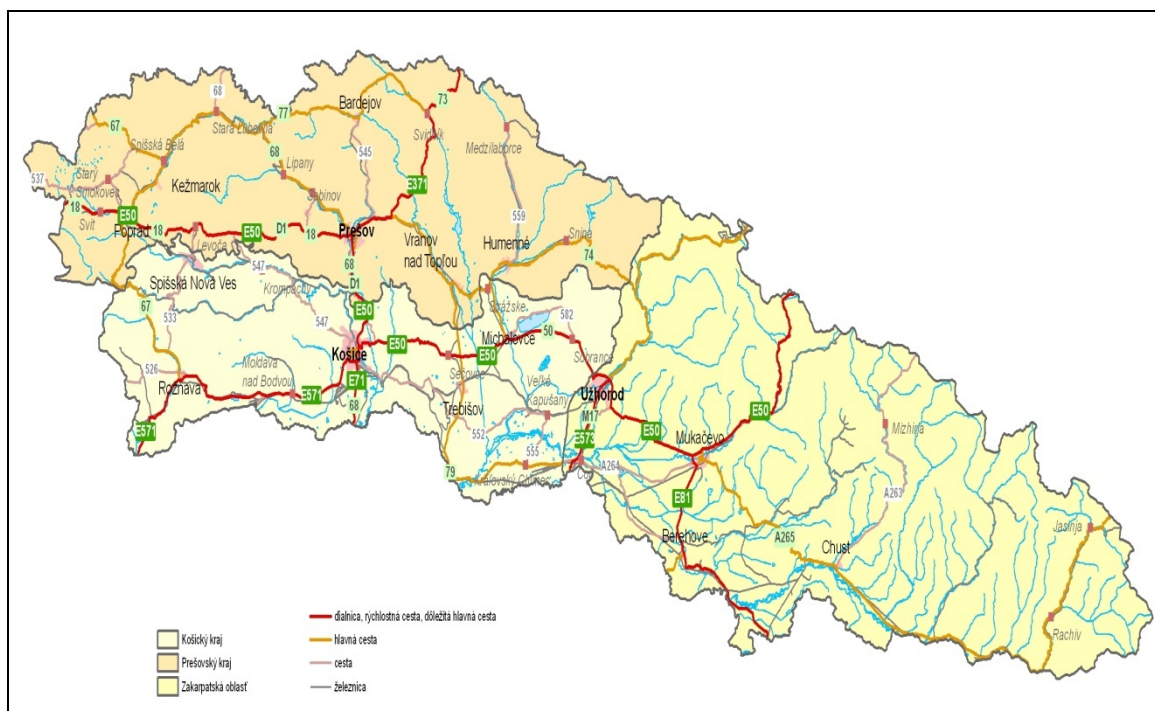 68
73
77
Bardejov
67
Stará Ľubovňa
Svidník
Spišská Belá
Medzilaborce
68
Lipany
545
537
Starý
Smokovec
Kežmarok
Sabinov
E371
559
18
Svit
E50
Poprad
18
Levoča
E50
D1
18
Prešov
Vranov
nad Topľou
Humenné
Snina
74
68
D1
547
Spišská Nová Ves
Krompachy
67
533
547
E50
Strážske
Michalovce
582
50
E50
E50
Sobrance
Košice
526
Rožňava
Moldava
nad Bodvou
E571
E71
68
Sečovce
Veľké
Kapušany
Užhorod
Trebišov
M17
E50
E50
Mukačevo
Mizhirja
E571
552
555
E573
79
Kráľovský Chlmec
A264
E81
A263
Berehove
A265
Chust
Jasinja
Rachiv
Košický kraj
Prešovský kraj
Zakarpatská oblasť
diaľnica, rýchlostná cesta, dôležitá hlavná cesta
hlavná cesta
cesta
železnica